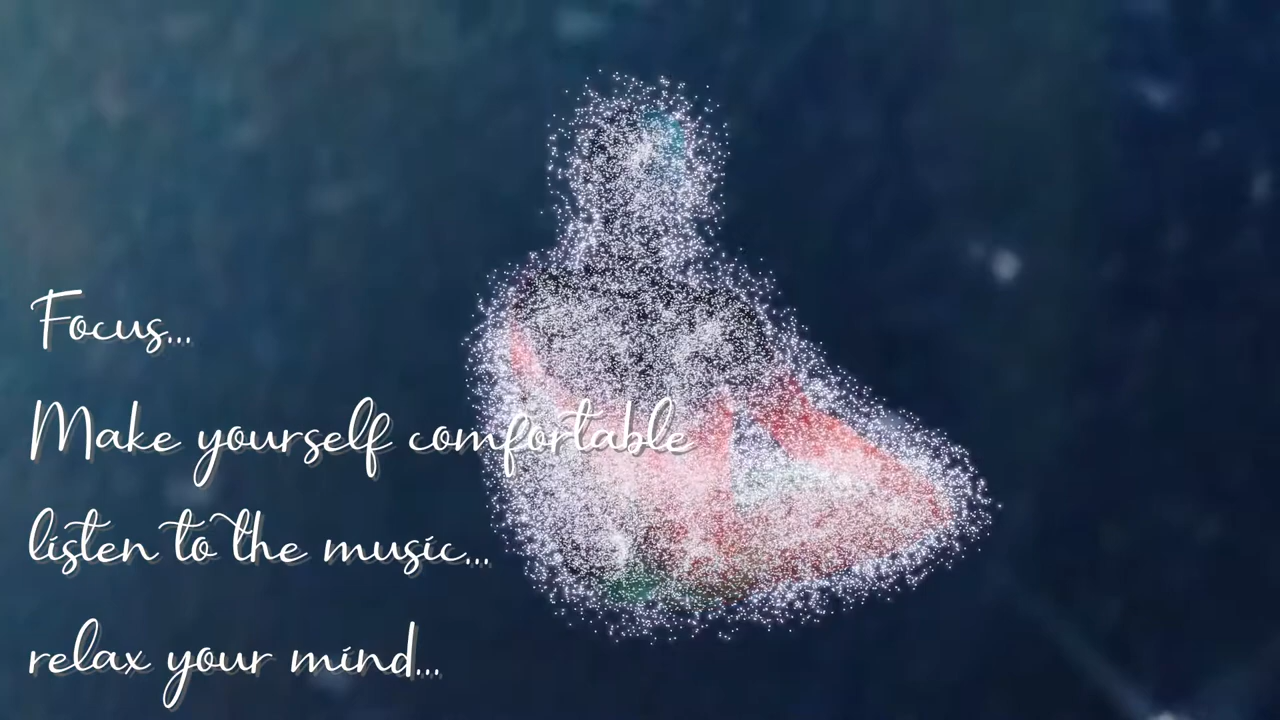 Focus...
Make yourself comfortable
listen to the music...
relax your mind...